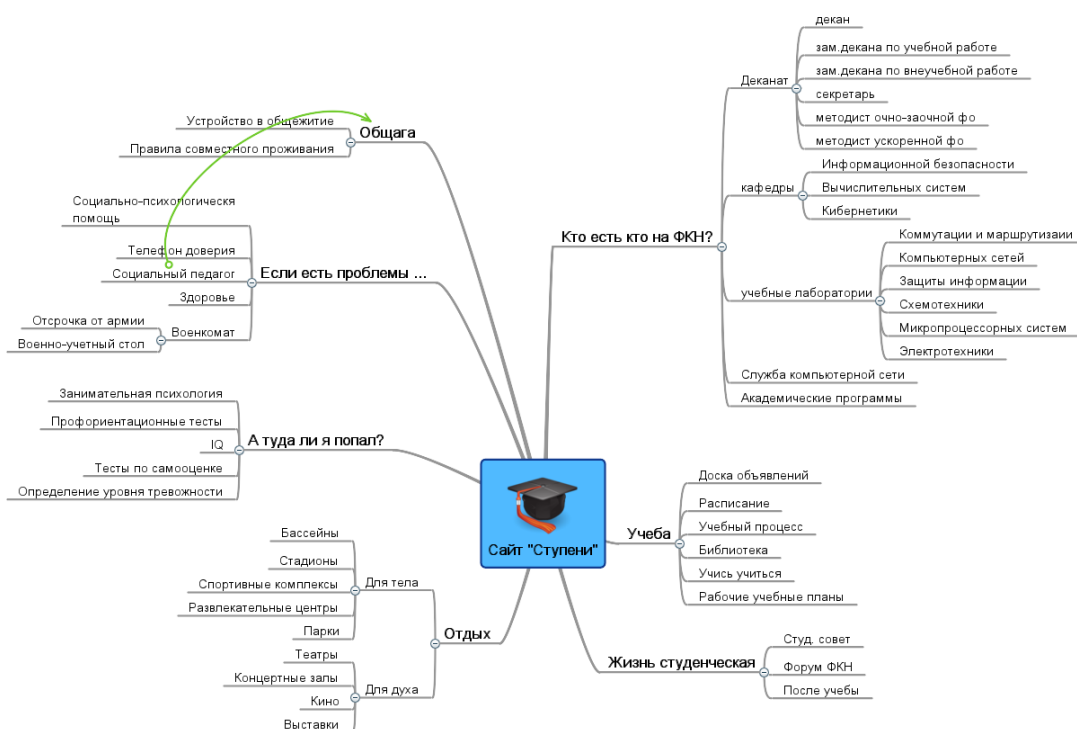 Сайт "Ступени"
Кто есть кто на ФКН?
Деканат
декан
зам.декана по учебной работе
зам.декана по внеучебной работе
секретарь
методист очно-заочной фо
методист ускоренной фо
кафедры
Информационной безопасности
Вычислительных систем
Кибернетики
учебные лаборатории
Коммутации и маршрутизаии
Компьютерных сетей
Защиты информации
Схемотехники
Микропроцессорных систем
Электротехники
Служба компьютерной сети
Академические программы
Учеба
Доска объявлений
Расписание
Учебный процесс
Библиотека
Учись учиться
Рабочие учебные планы
Жизнь студенческая
Студ. совет
Форум ФКН
После учебы
Общага
Устройство в общежитие
Правила совместного проживания
Если есть проблемы ...
Социально-психологическя
помощь
Телефон доверия
Социальный педагог
Здоровье
Военкомат
Отсрочка от армии
Военно-учетный стол
А туда ли я попал?
Занимательная психология
Профориентационные тесты
IQ
Тесты по самооценке
Определение уровня тревожности
Отдых
Для тела
Бассейны
Стадионы
Спортивные комплексы
Развлекательные центры
Парки
Для духа
Театры
Концертные залы
Кино
Выставки